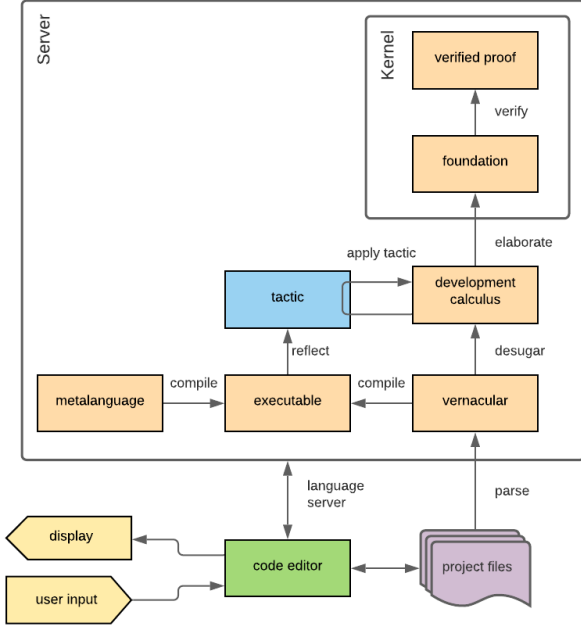 Server
Kernel
verified proof
verify
foundation
elaborate
apply tactic
tactic
development
calculus
reflect
desugar
metalanguage
compile
executable
compile
vernacular
language
server
parse
display
code editor
project files
user input